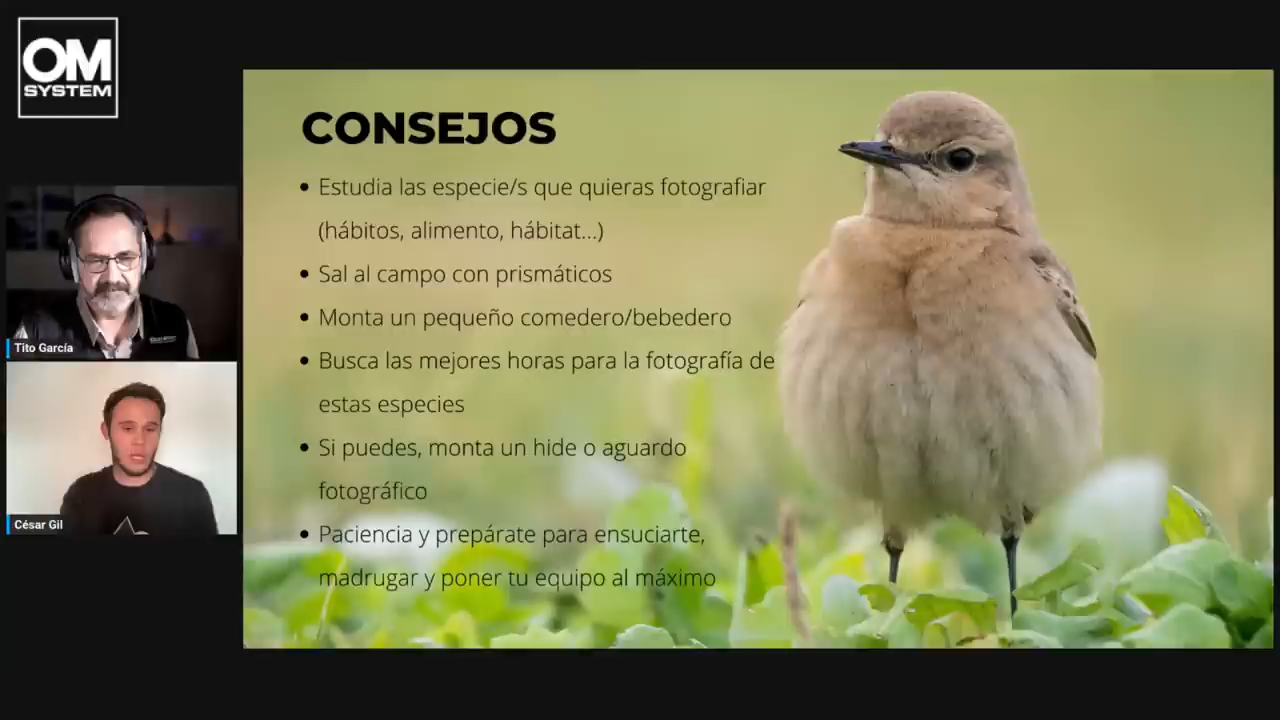 OM
SYSTEM
CONSEJOS
• Estudia las especie/s que quieras fotografiar
(hábitos, alimento, hábitat...)
• Sal al campo con prismáticos
• Monta un pequeño comedero/bebedero
• Busca las mejores horas para la fotografía de
estas especies
• Si puedes, monta un hide o aguardo
fotográfico
• Paciencia y prepárate para ensuciarte,
madrugar y poner tu equipo al máximo
Tito García
César Gil